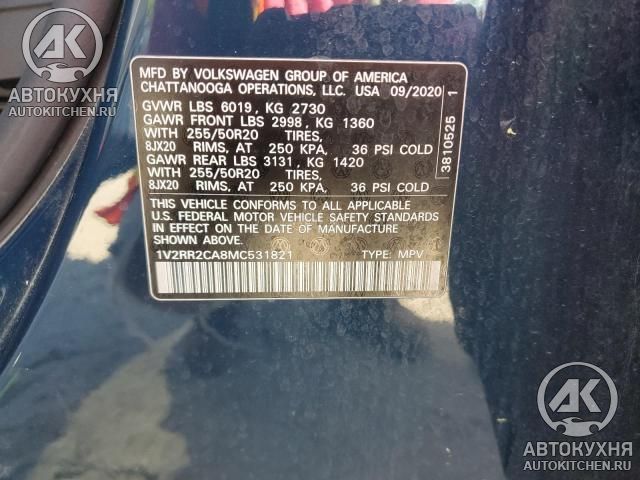 MFD BY VOLKSWAGEN GROUP OF AMERICA
CHATTANOOGA OPERATIONS, LLC. USA 09/2020
GVWR LBS 6019, KG 2730
GAWR FRONT LBS 2998, KG 1360
WITH 255/50R20 TIRES,
8JX20 RIMS, AT 250 KPA, 36 PSI COLD
GAWR REAR LBS 3131, KG 1420
WITH 255/50R20 TIRES,
8JX20 RIMS, AT 250 KPA, 36 PSI COLD
THIS VEHICLE CONFORMS TO ALL APPLICABLE
U.S. FEDERAL MOTOR VEHICLE SAFETY STANDARDS
IN EFFECT ON THE DATE OF MANUFACTURE
SHOWN ABOVE.
1V2RR2CA8MC531821 TYPE: MPV
3810525 1
AK
АВТОКУХНЯ
AUTOKITCHEN.RU
AK
АВТОКУХНЯ
AUTOKITCHEN.RU